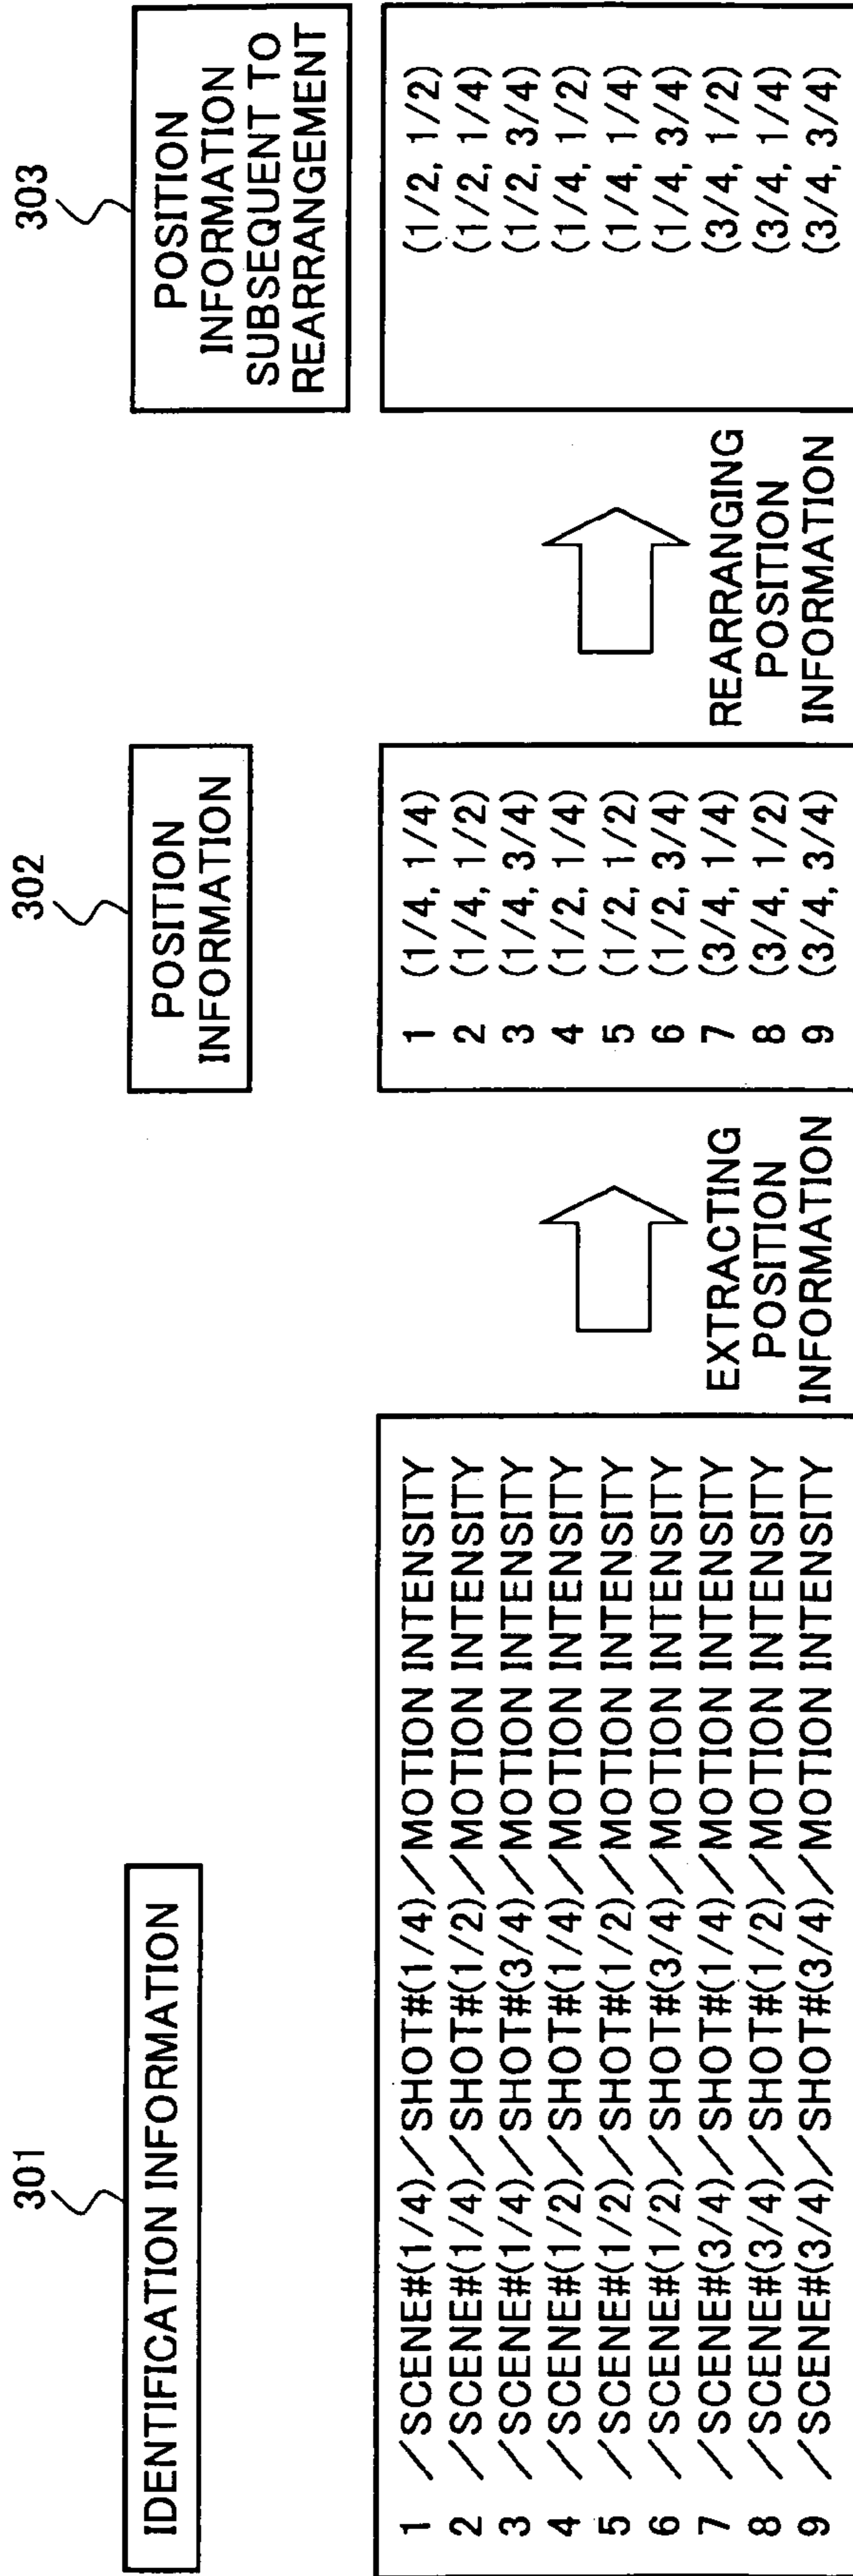 301
IDENTIFICATION INFORMATION
1 /SCENE#(1/4)/SHOT#(1/4)/MOTION INTENSITY
2 /SCENE#(1/4)/SHOT#(1/2)/MOTION INTENSITY
3 /SCENE#(1/4)/SHOT#(3/4)/MOTION INTENSITY
4 /SCENE#(1/2)/SHOT#(1/4)/MOTION INTENSITY
5 /SCENE#(1/2)/SHOT#(1/2)/MOTION INTENSITY
6 /SCENE#(1/2)/SHOT#(3/4)/MOTION INTENSITY
7 /SCENE#(3/4)/SHOT#(1/4)/MOTION INTENSITY
8 /SCENE#(3/4)/SHOT#(1/2)/MOTION INTENSITY
9 /SCENE#(3/4)/SHOT#(3/4)/MOTION INTENSITY
EXTRACTING
POSITION
INFORMATION
302
POSITION
INFORMATION
1 (1/4, 1/4)
2 (1/4, 1/2)
3 (1/4, 3/4)
4 (1/2, 1/4)
5 (1/2, 1/2)
6 (1/2, 3/4)
7 (3/4, 1/4)
8 (3/4, 1/2)
9 (3/4, 3/4)
REARRANGING
POSITION
INFORMATION
303
POSITION
INFORMATION
SUBSEQUENT TO
REARRANGEMENT
(1/2, 1/2)
(1/2, 1/4)
(1/2, 3/4)
(1/4, 1/2)
(1/4, 1/4)
(1/4, 3/4)
(3/4, 1/2)
(3/4, 1/4)
(3/4, 3/4)